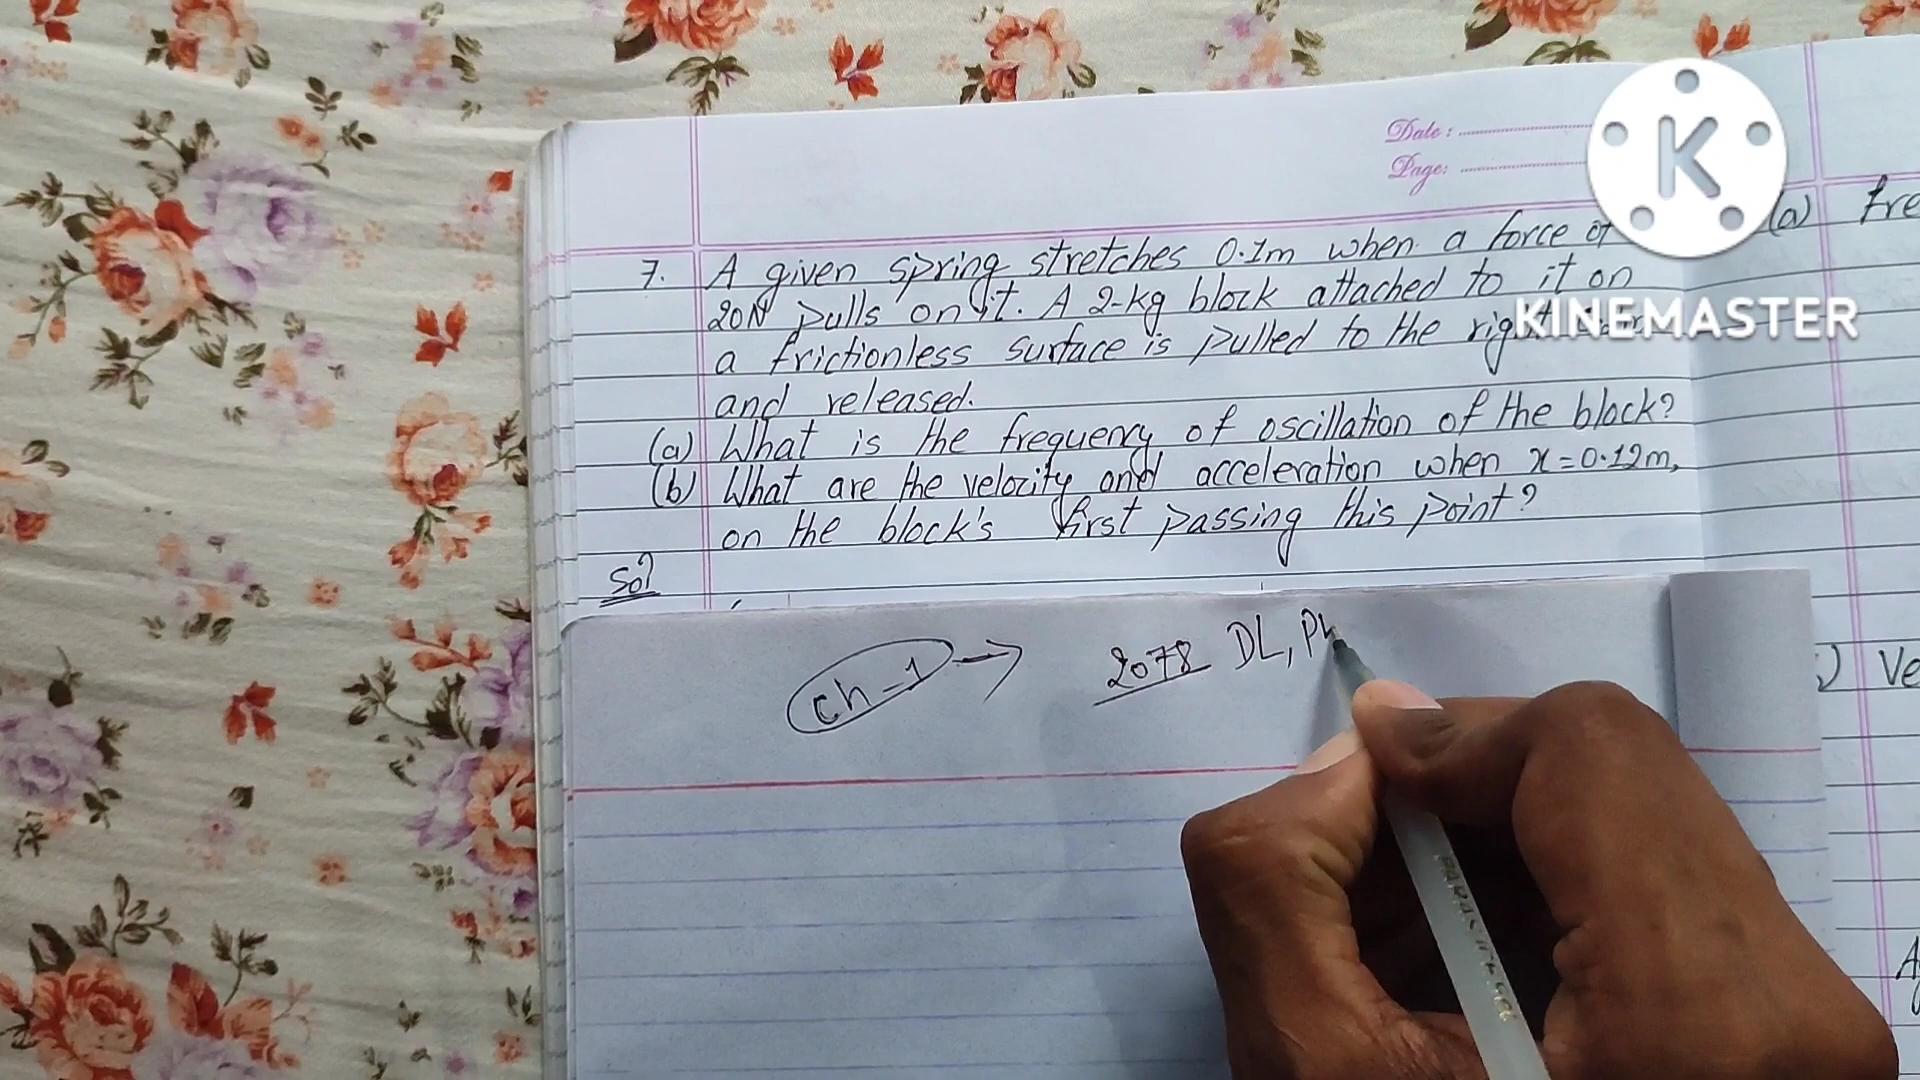 Date:
Page:
K
KINEMASTER
7. A given spring stretches 0.1m when a force of
20N pulls on it. A 2-kg block attached to it on
a frictionless surface is pulled to the right
and released.
(a) What is the frequency of oscillation of the block?
(b) What are the velocity and acceleration when x=0.12m,
on the block's first passing this point?
Sol
Ch-1 → 2078 DL, PU
(a) Fre
) Ve